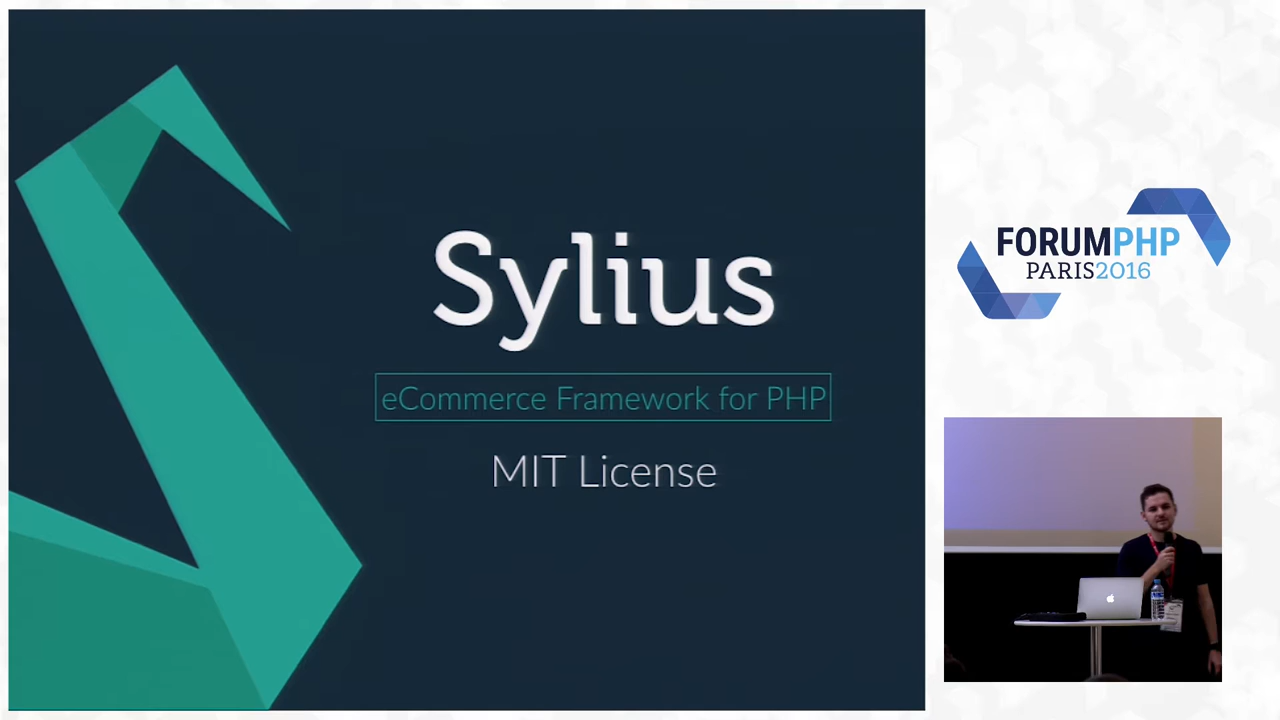 Sylius
eCommerce Framework for PHP
MIT License
FORUMPHP
PARIS2016